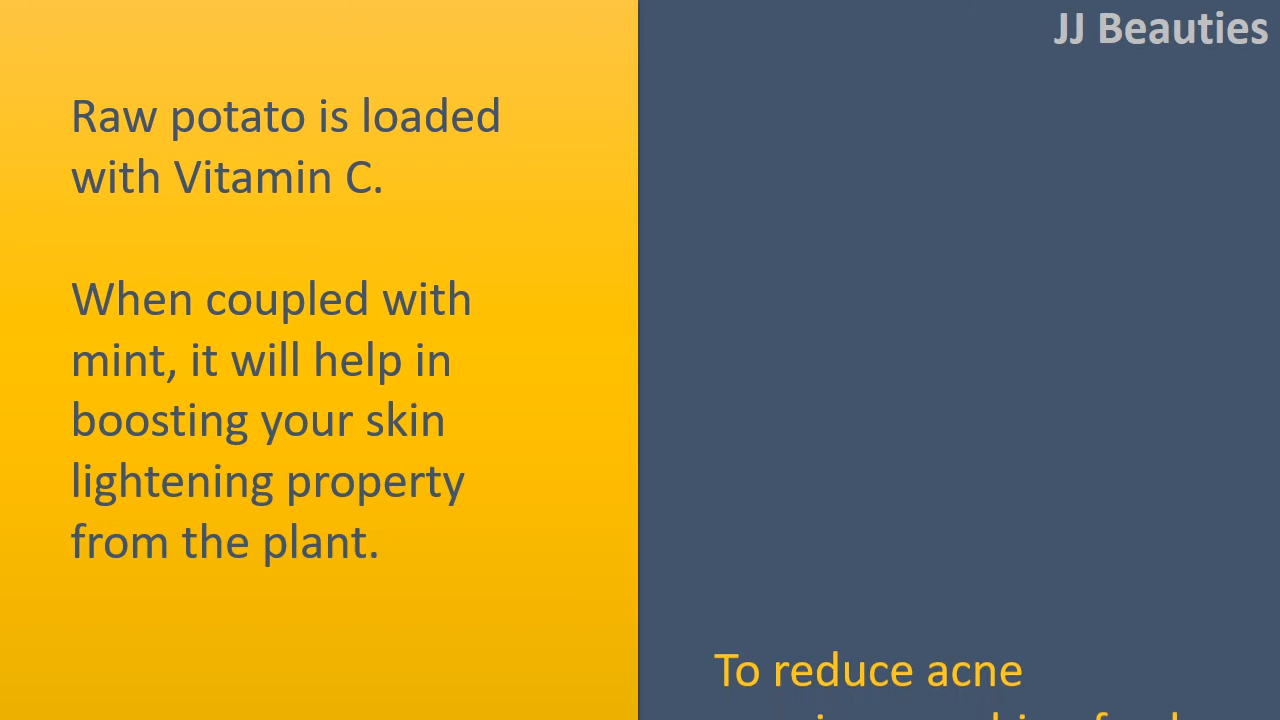 JJ Beauties
Raw potato is loaded
with Vitamin C.
When coupled with
mint, it will help in
boosting your skin
lightening property
from the plant.
To reduce acne